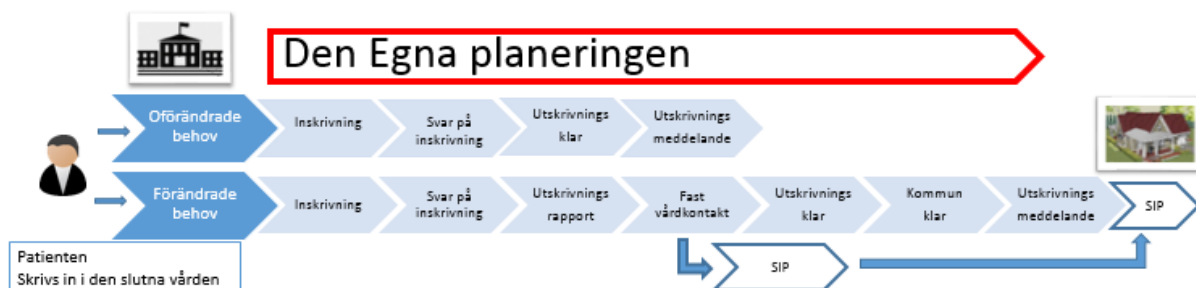 Den Egna planeringen
Oförändrade
behov
Inskrivning
Svar på
inskrivning
Utskrivnings
klar
Utskrivnings
meddelande
Förändrade
behov
Inskrivning
Svar på
inskrivning
Utskrivnings
rapport
Fast
vårdkontakt
Utskrivnings
klar
Kommun
klar
Utskrivnings
meddelande
SIP
SIP
Patienten
Skrivs in i den slutna vården